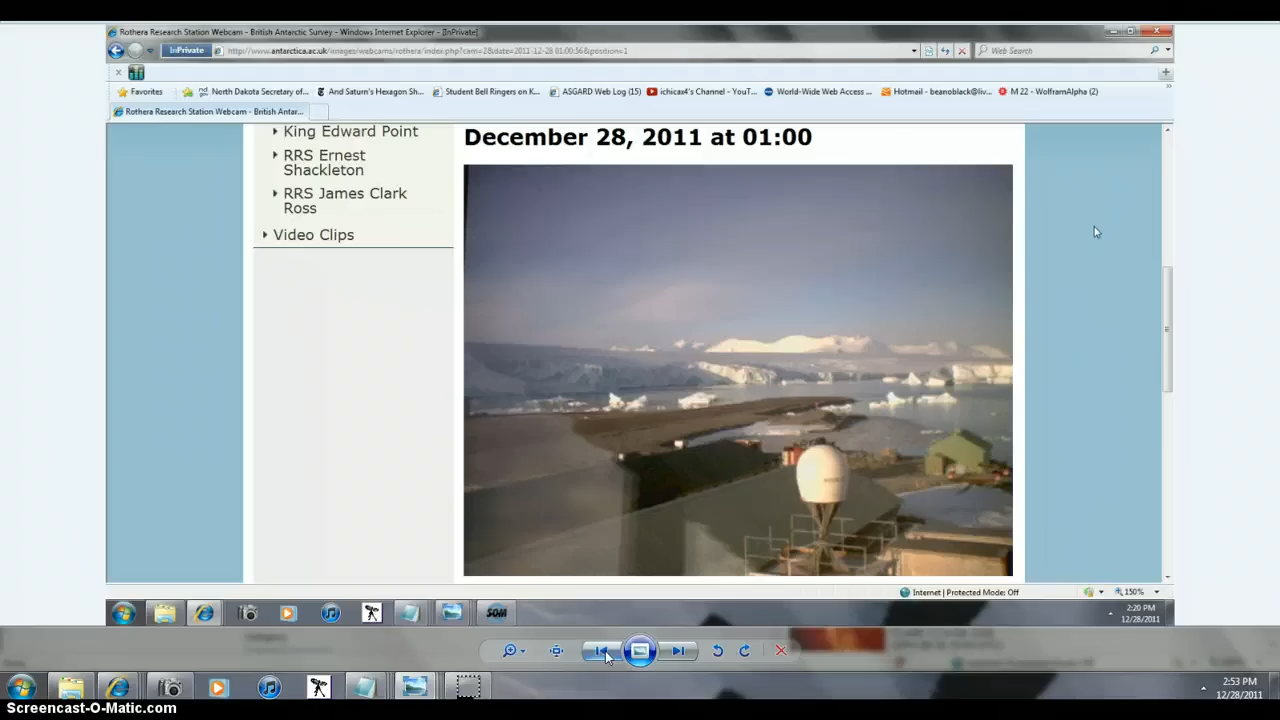 Rothera Research Station Webcam - British Antarctic Survey - Windows Internet Explorer - [InPrivate]
InPrivate http://www.antarctica.ac.uk/images/webcams/rothera/index.php?cam=2&date=2011-12-28 01:00:56&position=1 Web Search
Favorites North Dakota Secretary of... And Saturn's Hexagon Sh... Student Bell Ringers on K... ASGARD Web Log (15) ichicax4's Channel - YouT... World-Wide Web Access ... Hotmail - beanoblack@liv... M 22 - WolframAlpha (2)
Rothera Research Station Webcam - British Antar...
King Edward Point
December 28, 2011 at 01:00
RRS Ernest
Shackleton
RRS James Clark
Ross
Video Clips
Internet | Protected Mode: Off 150%
SOM
2:20 PM
12/28/2011
2:53 PM
12/28/2011
Screencast-O-Matic.com